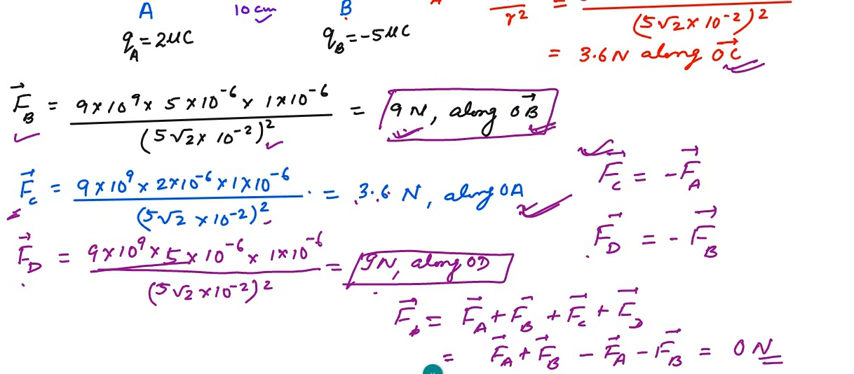 A 10 cm B
q_A = 2μC q_B = -5μC
r² (5√2 × 10⁻²)²
= 3.6 N along OC
F_B = 9×10⁹ × 5×10⁻⁶ × 1×10⁻⁶ / (5√2 × 10⁻²)² = 9 N, along OB
F_C = 9×10⁹ × 2×10⁻⁶ × 1×10⁻⁶ / (5√2 × 10⁻²)² = 3.6 N, along OA
F_C = -F_A
F_D = 9×10⁹ × 5×10⁻⁶ × 1×10⁻⁶ / (5√2 × 10⁻²)² = 9N, along OD
F_D = -F_B
F = F_A + F_B + F_C + F_D
= F_A + F_B - F_A - F_B = 0 N